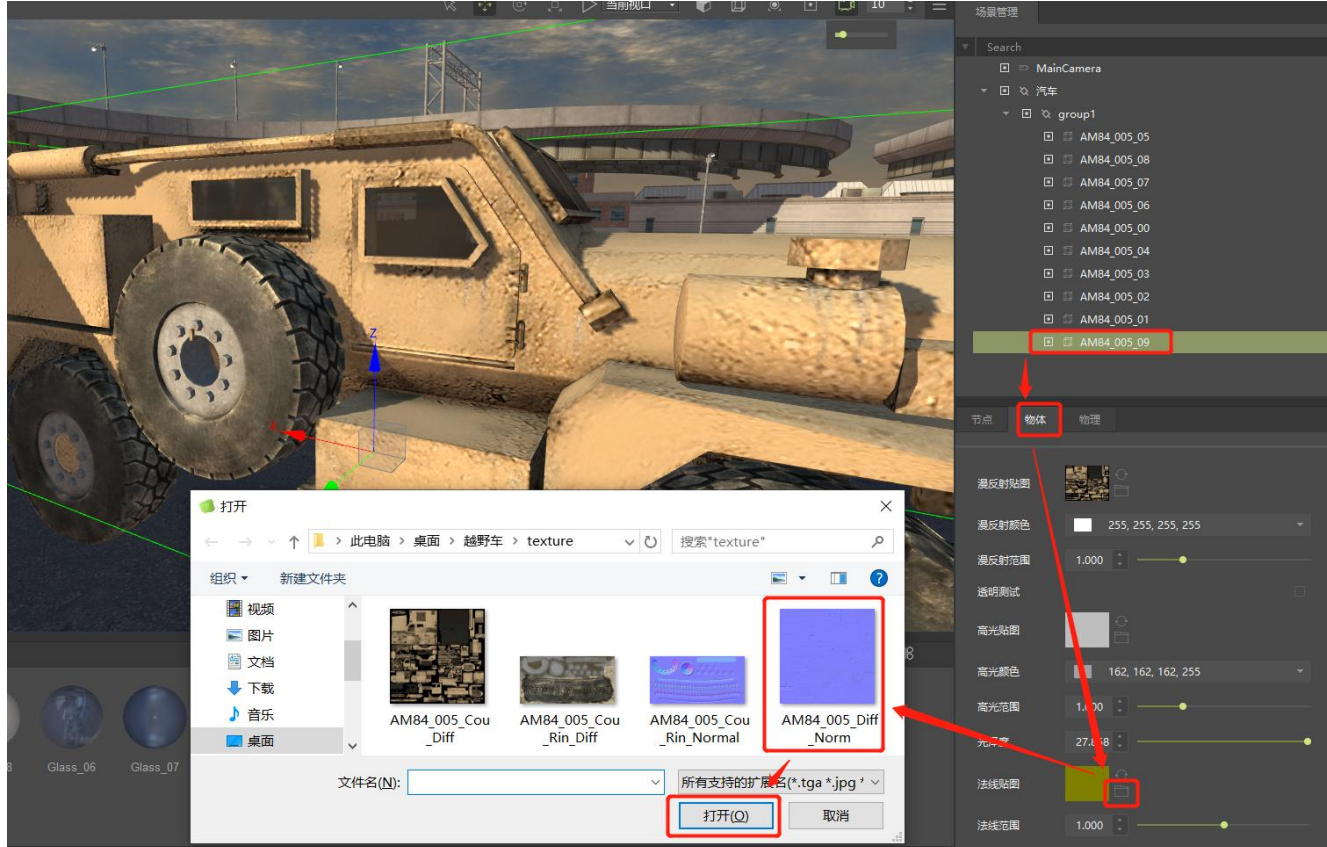 当前视口
10
场景管理
Search
MainCamera
汽车
group1
AM84_005_05
AM84_005_08
AM84_005_07
AM84_005_06
AM84_005_00
AM84_005_04
AM84_005_03
AM84_005_02
AM84_005_01
AM84_005_09
节点 物体 物理
漫反射贴图
漫反射颜色 255, 255, 255, 255
漫反射范围 1.000
透明测试
高光贴图
高光颜色 162, 162, 162, 255
高光范围
法线贴图
法线范围 1.000
Z
打开
此电脑 › 桌面 › 越野车 › texture
搜索"texture"
组织 新建文件夹
视频
图片
文档
下载
音乐
桌面
AM84_005_Cou
_Diff
AM84_005_Cou
_Rin_Diff
AM84_005_Cou
_Rin_Normal
AM84_005_Diff
_Norm
文件名(N):
打开(O)
取消
Glass_06
Glass_07